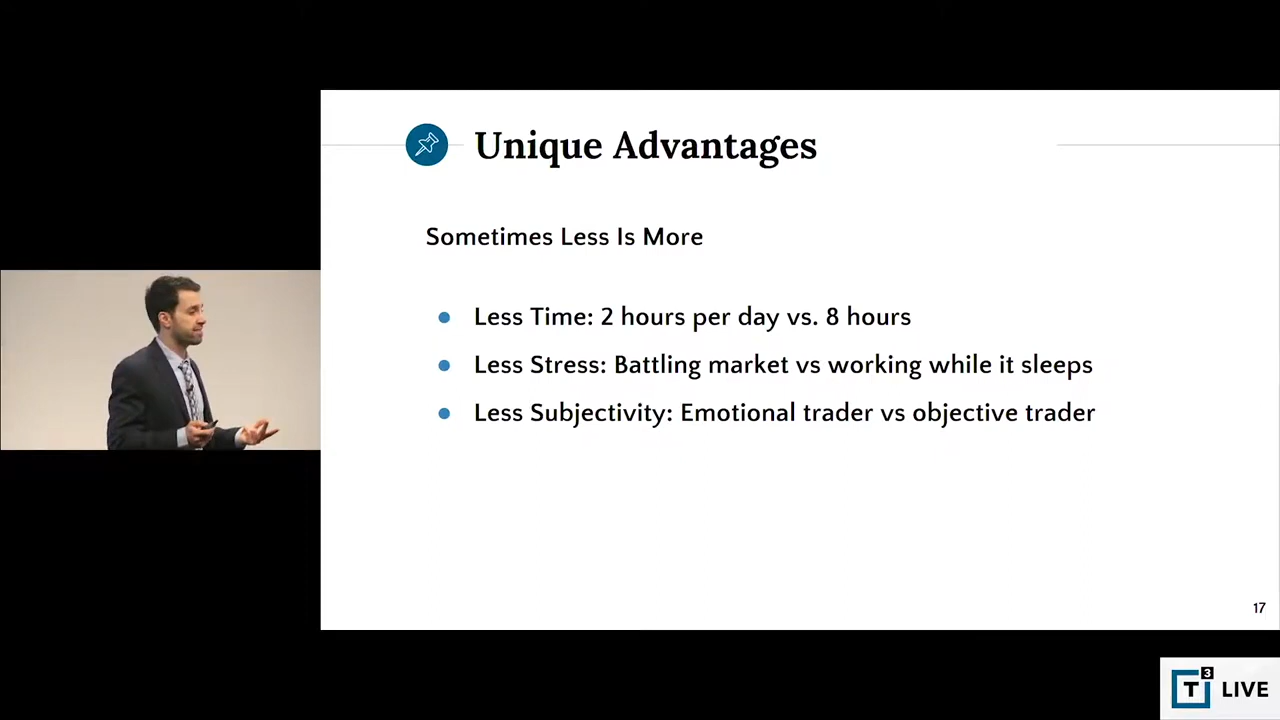 Unique Advantages
Sometimes Less Is More
Less Time: 2 hours per day vs. 8 hours
Less Stress: Battling market vs working while it sleeps
Less Subjectivity: Emotional trader vs objective trader
17
T3 LIVE